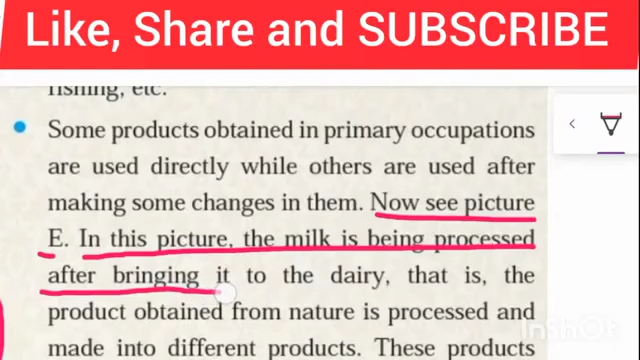 Like, Share and SUBSCRIBE
fishing, etc.
Some products obtained in primary occupations
are used directly while others are used after
making some changes in them. Now see picture
E. In this picture, the milk is being processed
after bringing it to the dairy, that is, the
product obtained from nature is processed and
made into different products. These products
InShOt